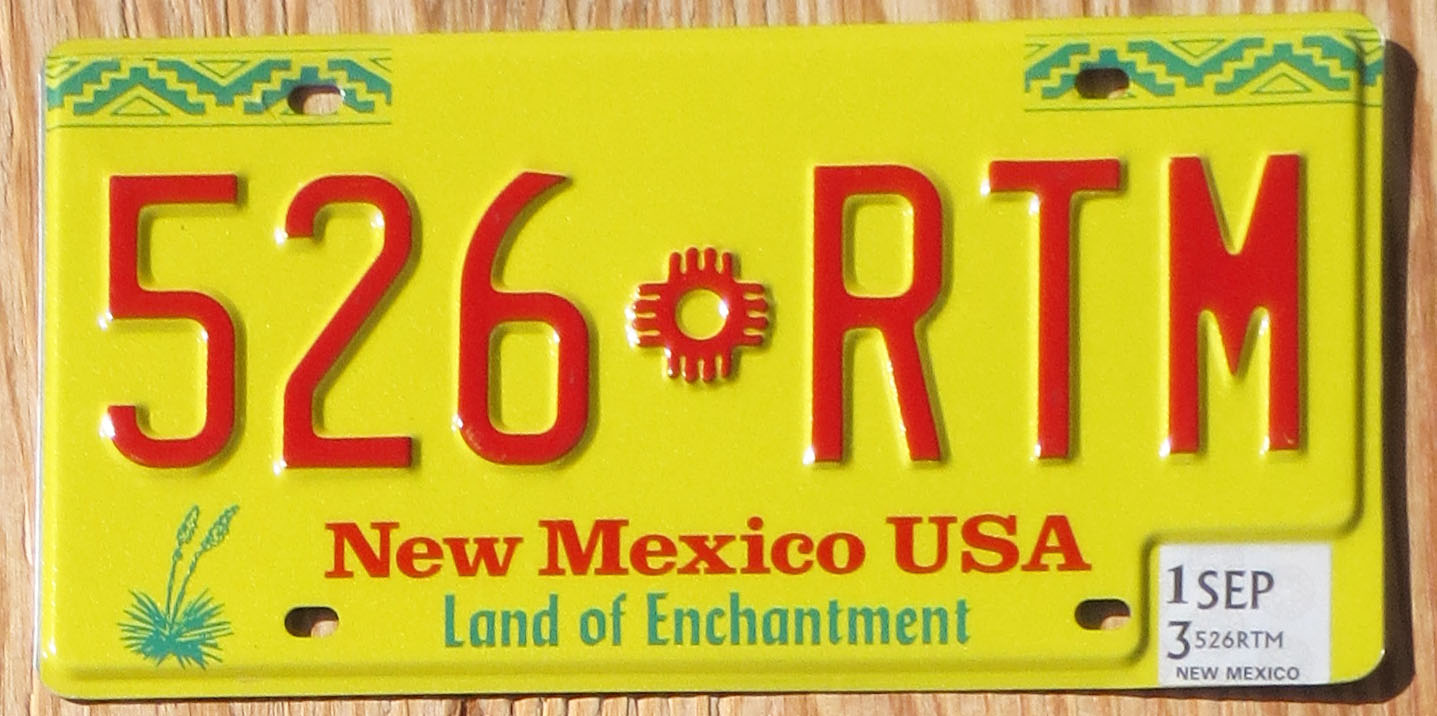 526 RTM
New Mexico USA
Land of Enchantment
1 SEP
3 526RTM
NEW MEXICO